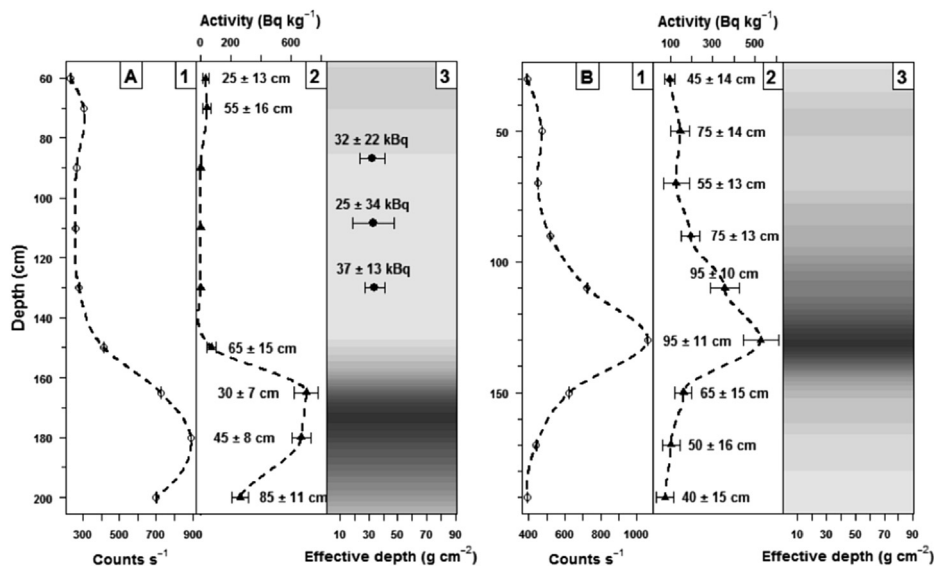 Activity (Bq kg⁻¹)
0 200 600
A 1 2 3
Depth (cm)
60
80
100
120
140
160
180
200
25 ± 13 cm
55 ± 16 cm
65 ± 15 cm
30 ± 7 cm
45 ± 8 cm
85 ± 11 cm
32 ± 22 kBq
25 ± 34 kBq
37 ± 13 kBq
300 500 700 900
Counts s⁻¹
10 30 50 70 90
Effective depth (g cm⁻²)
Activity (Bq kg⁻¹)
100 300 500
B 1 2 3
50
100
150
45 ± 14 cm
75 ± 14 cm
55 ± 13 cm
75 ± 13 cm
95 ± 10 cm
95 ± 11 cm
65 ± 15 cm
50 ± 16 cm
40 ± 15 cm
400 600 800 1000
Counts s⁻¹
10 30 50 70 90
Effective depth (g cm⁻²)